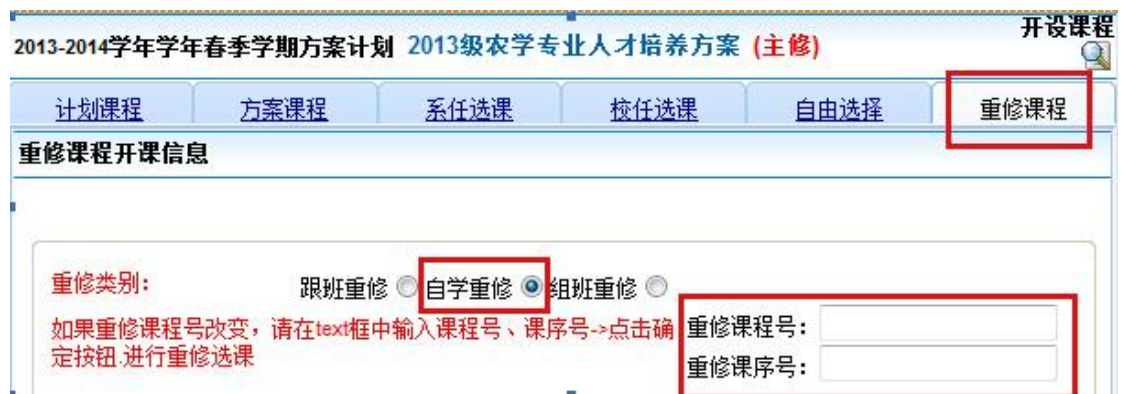 开设课程
2013-2014学年学年春季学期方案计划 2013级农学专业人才培养方案 (主修)
计划课程 方案课程 系任选课 校任选课 自由选择 重修课程
重修课程开课信息
重修类别: 跟班重修 自学重修 组班重修
如果重修课程号改变，请在text框中输入课程号、课序号->点击确
定按钮.进行重修选课
重修课程号:
重修课序号: